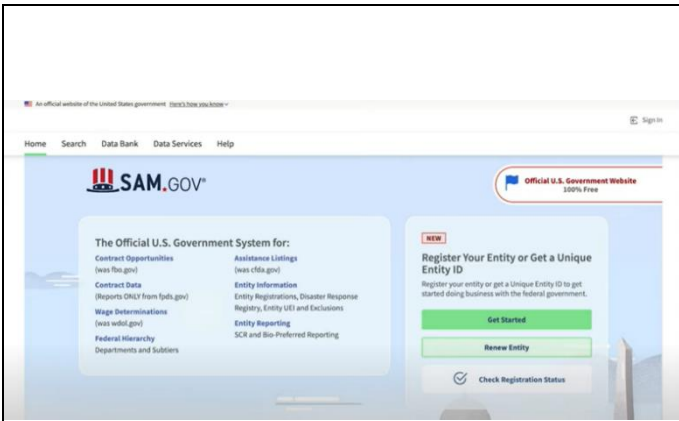 An official website of the United States government Here's how you know
Sign In
Home Search Data Bank Data Services Help
SAM.GOV®
Official U.S. Government Website
100% Free
The Official U.S. Government System for:
Contract Opportunities
(was fbo.gov)
Contract Data
(Reports ONLY from fpds.gov)
Wage Determinations
(was wdol.gov)
Federal Hierarchy
Departments and Subtiers
Assistance Listings
(was cfda.gov)
Entity Information
Entity Registrations, Disaster Response
Registry, Entity UEI and Exclusions
Entity Reporting
SCR and Bio-Preferred Reporting
NEW
Register Your Entity or Get a Unique
Entity ID
Register your entity or get a Unique Entity ID to get
started doing business with the federal government.
Get Started
Renew Entity
Check Registration Status